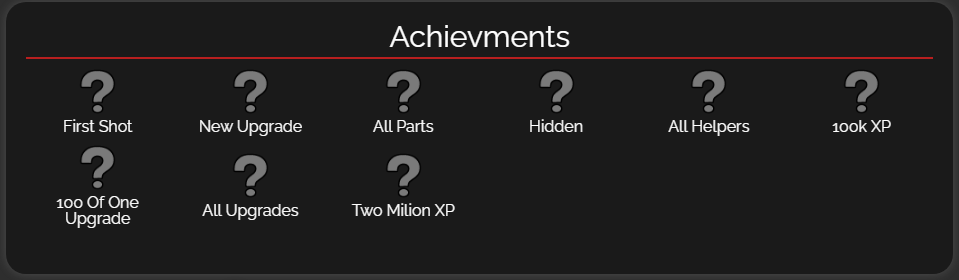 Achievments
First Shot
New Upgrade
All Parts
Hidden
All Helpers
100k XP
100 Of One
Upgrade
All Upgrades
Two Milion XP